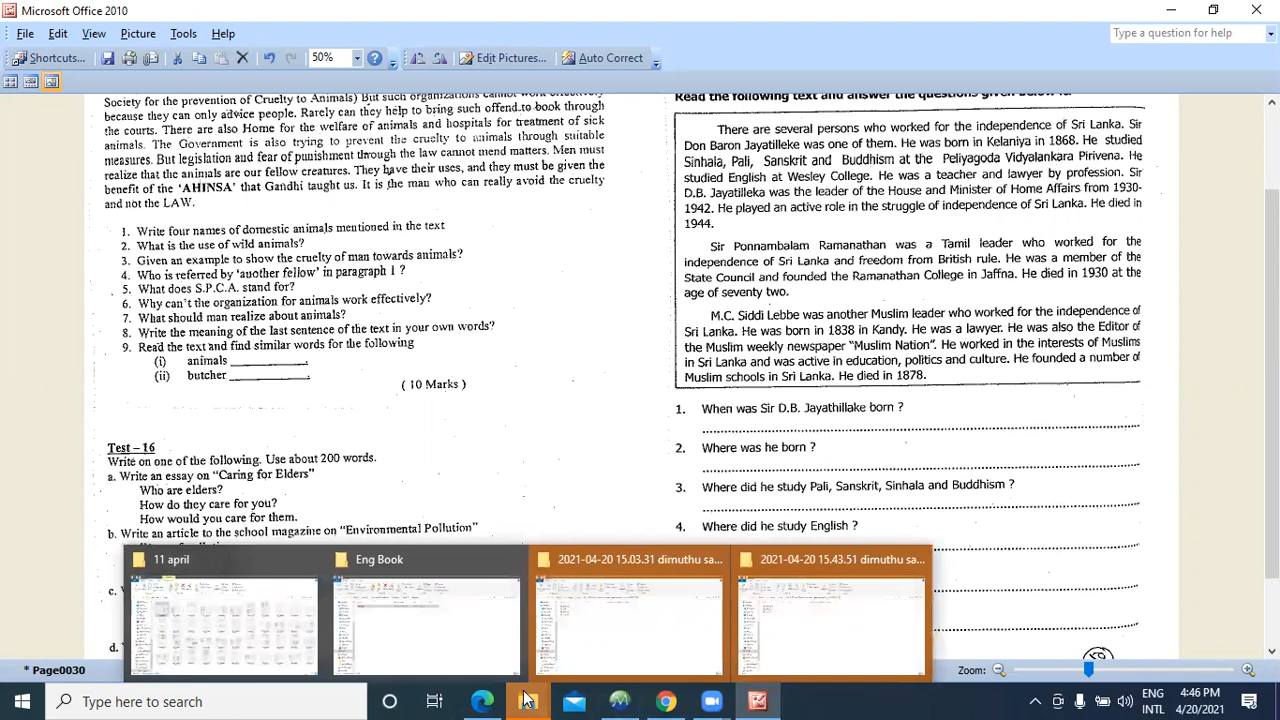 Microsoft Office 2010
File Edit View Picture Tools Help
Type a question for help
Shortcuts...
50%
Edit Pictures...
Auto Correct
Society for the prevention of Cruelty to Animals) But such organizations cannot work effectively
because they can only advice people. Rarely can they help to bring such offend.to book through
the courts. There are also Home for the welfare of animals and hospitals for treatment of sick
animals. The Government is also trying to prevent the cruelty to animals through suitable
measures. But legislation and fear of punishment through the law cannot mend matters. Men must
realize that the animals are our fellow creatures. They have their uses, and they must be given the
benefit of the 'AHINSA' that Gandhi taught us. It is the man who can really avoid the cruelty
and not the LAW.
1. Write four names of domestic animals mentioned in the text
2. What is the use of wild animals?
3. Given an example to show the cruelty of man towards animals?
4. Who is referred by 'another fellow' in paragraph 1 ?
5. What does S.P.C.A. stand for?
6. Why can't the organization for animals work effectively?
7. What should man realize about animals?
8. Write the meaning of the last sentence of the text in your own words?
9. Read the text and find similar words for the following
(i) animals
(ii) butcher
( 10 Marks )
Test – 16
Write on one of the following. Use about 200 words.
a. Write an essay on "Caring for Elders"
Who are elders?
How do they care for you?
How would you care for them.
b. Write an article to the school magazine on "Environmental Pollution"
d.
Read the following text and answer the questions given below
There are several persons who worked for the independence of Sri Lanka. Sir
Don Baron Jayatilleke was one of them. He was born in Kelaniya in 1868. He studied
Sinhala, Pali, Sanskrit and Buddhism at the Peliyagoda Vidyalankara Pirivena. He
studied English at Wesley College. He was a teacher and lawyer by profession. Sir
D.B. Jayatilleka was the leader of the House and Minister of Home Affairs from 1930-
1942. He played an active role in the struggle of independence of Sri Lanka. He died in
1944.
Sir Ponnambalam Ramanathan was a Tamil leader who worked for the
independence of Sri Lanka and freedom from British rule. He was a member of the
State Council and founded the Ramanathan College in Jaffna. He died in 1930 at the
age of seventy two.
M.C. Siddi Lebbe was another Muslim leader who worked for the independence of
Sri Lanka. He was born in 1838 in Kandy. He was a lawyer. He was also the Editor of
the Muslim weekly newspaper "Muslim Nation". He worked in the interests of Muslims
in Sri Lanka and was active in education, politics and culture. He founded a number of
Muslim schools in Sri Lanka. He died in 1878.
1. When was Sir D.B. Jayathillake born ?
2. Where was he born ?
3. Where did he study Pali, Sanskrit, Sinhala and Buddhism ?
4. Where did he study English ?
11 april
Eng Book
2021-04-20 15.03.31 dimuthu sa...
2021-04-20 15.43.51 dimuthu sa...
* Page0030
Zoom:
Type here to search
ENG
INTL
4:46 PM
4/20/2021